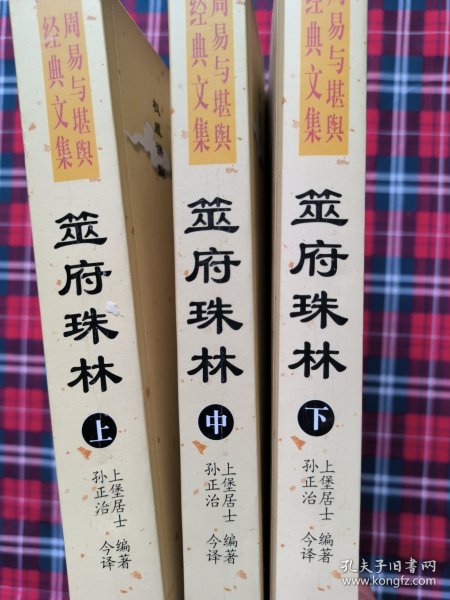 周易与堪舆
经典文集
筮府珠林
上
上堡居士 编著
孙正治 今译
周易与堪舆
经典文集
筮府珠林
中
上堡居士 编著
孙正治 今译
周易与堪舆
经典文集
筮府珠林
下
上堡居士 编著
孙正治 今译
孔夫子旧书网
www.kongfz.com